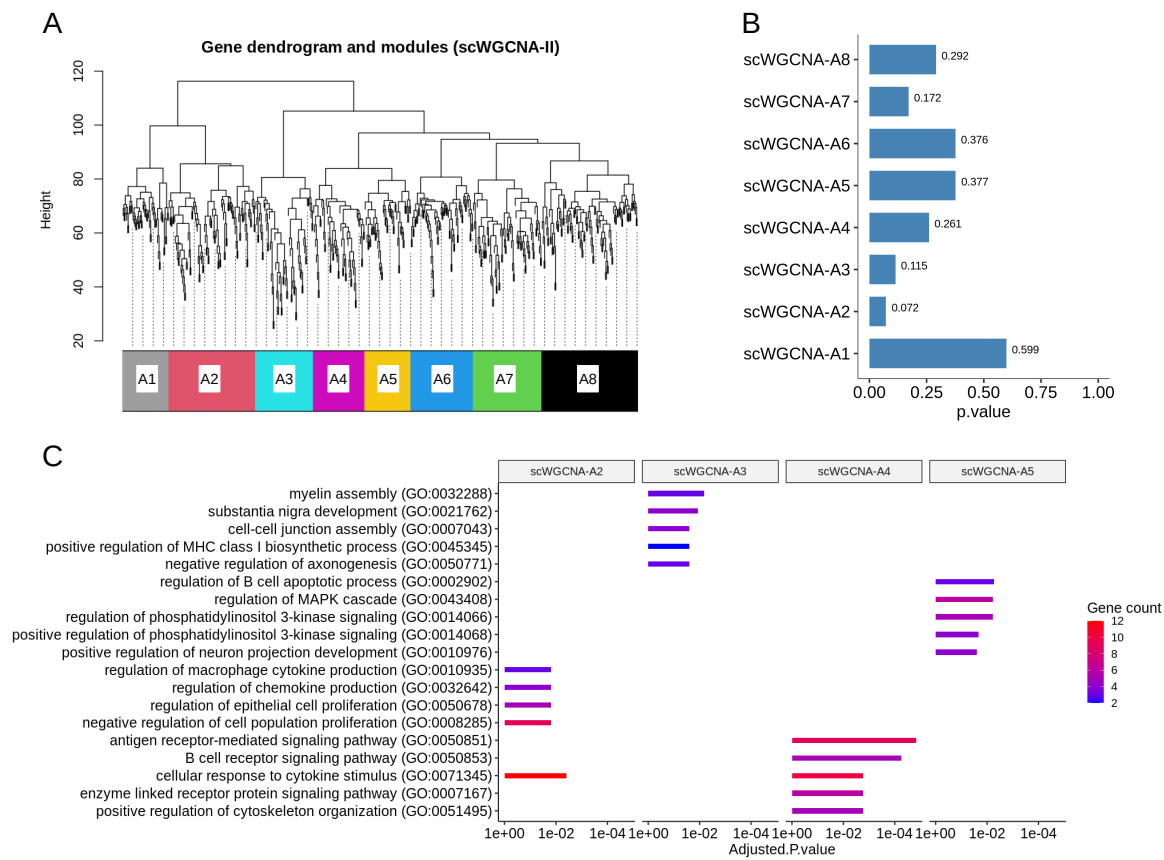 A
Gene dendrogram and modules (scWGCNA-II)
Height
120
100
80
60
40
20
A1
A2
A3
A4
A5
A6
A7
A8
B
scWGCNA-A8
0.292
scWGCNA-A7
0.172
scWGCNA-A6
0.376
scWGCNA-A5
0.377
scWGCNA-A4
0.261
scWGCNA-A3
0.115
scWGCNA-A2
0.072
scWGCNA-A1
0.599
0.00 0.25 0.50 0.75 1.00
p.value
C
scWGCNA-A2 scWGCNA-A3 scWGCNA-A4 scWGCNA-A5
myelin assembly (GO:0032288)
substantia nigra development (GO:0021762)
cell-cell junction assembly (GO:0007043)
positive regulation of MHC class I biosynthetic process (GO:0045345)
negative regulation of axonogenesis (GO:0050771)
regulation of B cell apoptotic process (GO:0002902)
regulation of MAPK cascade (GO:0043408)
regulation of phosphatidylinositol 3-kinase signaling (GO:0014066)
positive regulation of phosphatidylinositol 3-kinase signaling (GO:0014068)
positive regulation of neuron projection development (GO:0010976)
regulation of macrophage cytokine production (GO:0010935)
regulation of chemokine production (GO:0032642)
regulation of epithelial cell proliferation (GO:0050678)
negative regulation of cell population proliferation (GO:0008285)
antigen receptor-mediated signaling pathway (GO:0050851)
B cell receptor signaling pathway (GO:0050853)
cellular response to cytokine stimulus (GO:0071345)
enzyme linked receptor protein signaling pathway (GO:0007167)
positive regulation of cytoskeleton organization (GO:0051495)
1e+00 1e-02 1e-04 1e+00 1e-02 1e-04 1e+00 1e-02 1e-04 1e+00 1e-02 1e-04
Adjusted.P.value
Gene count
12
10
8
6
4
2